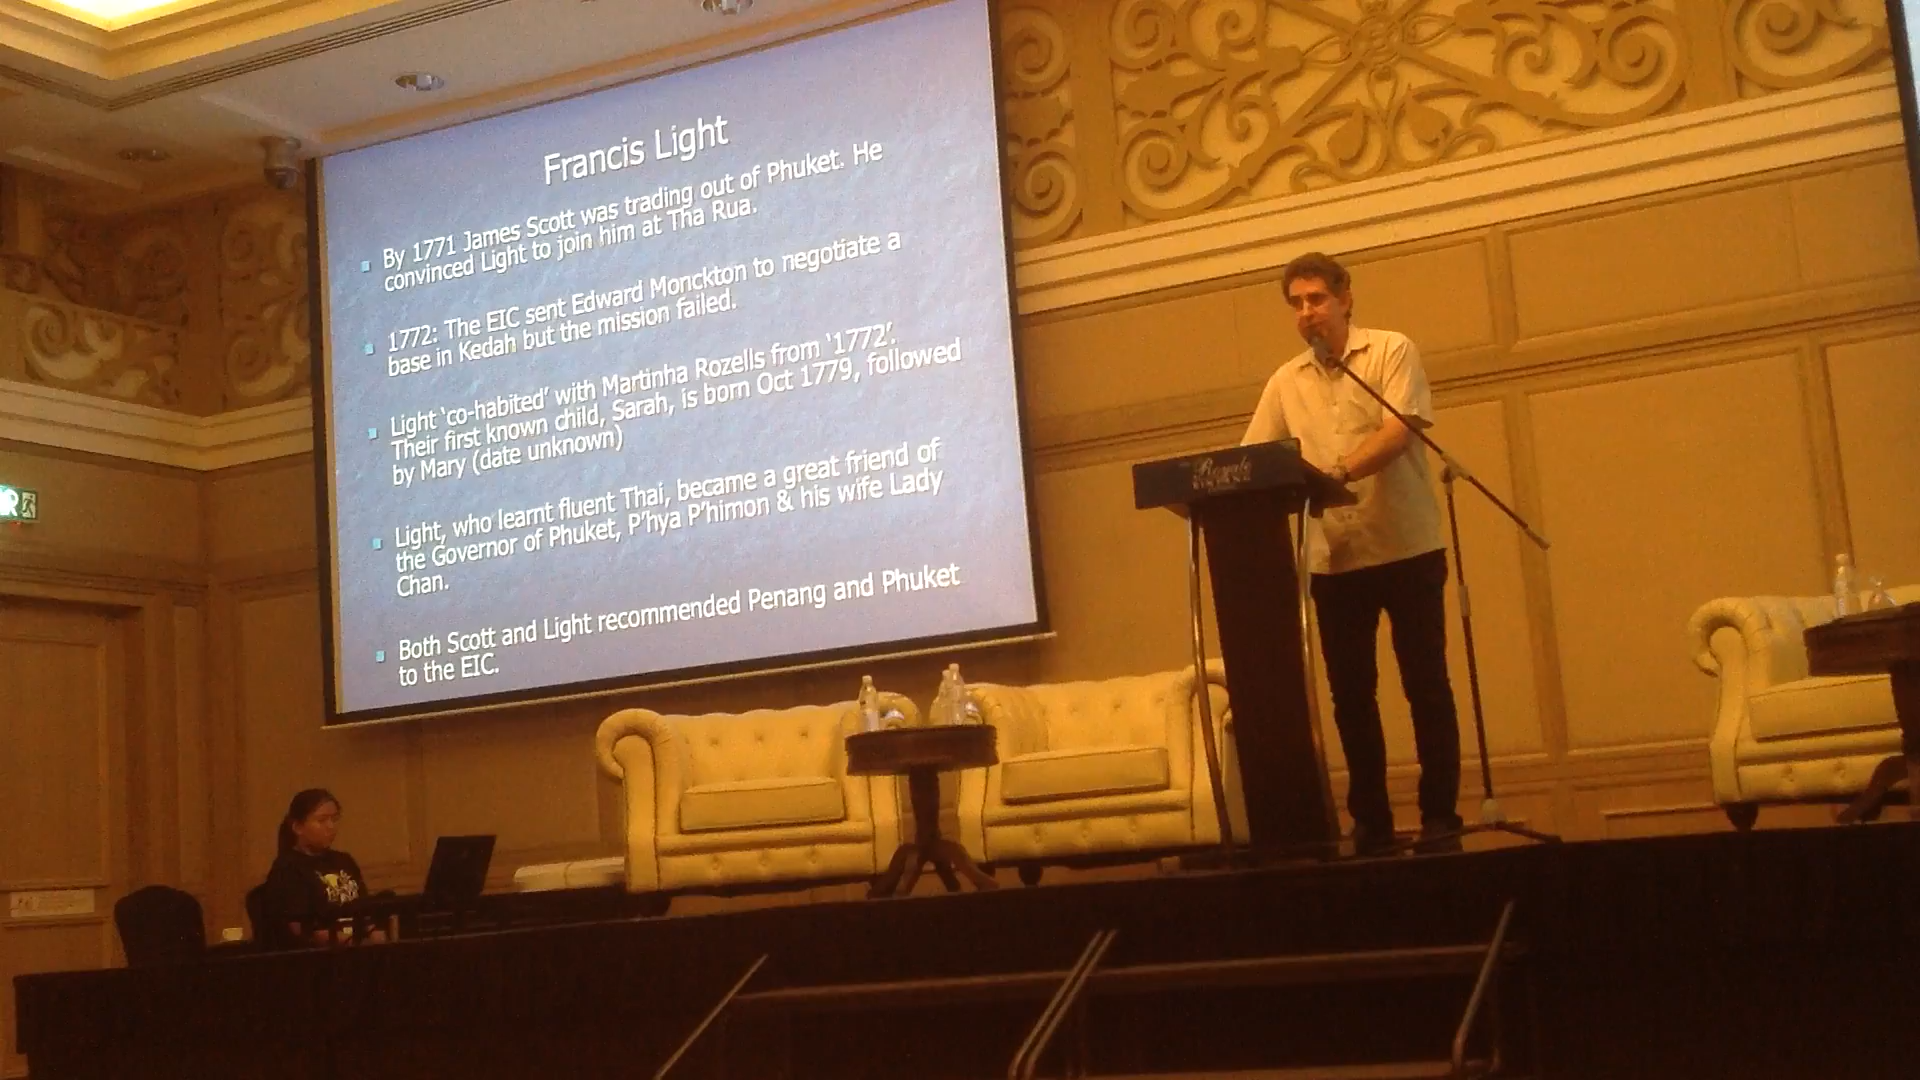 Francis Light
By 1771 James Scott was trading out of Phuket. He
convinced Light to join him at Tha Rua.
1772: The EIC sent Edward Monckton to negotiate a
base in Kedah but the mission failed.
Light ‘co-habited’ with Martinha Rozells from ‘1772’.
Their first known child, Sarah, is born Oct 1779, followed
by Mary (date unknown)
Light, who learnt fluent Thai, became a great friend of
the Governor of Phuket, P’hya P’himon & his wife Lady
Chan.
Both Scott and Light recommended Penang and Phuket
to the EIC.
Royale